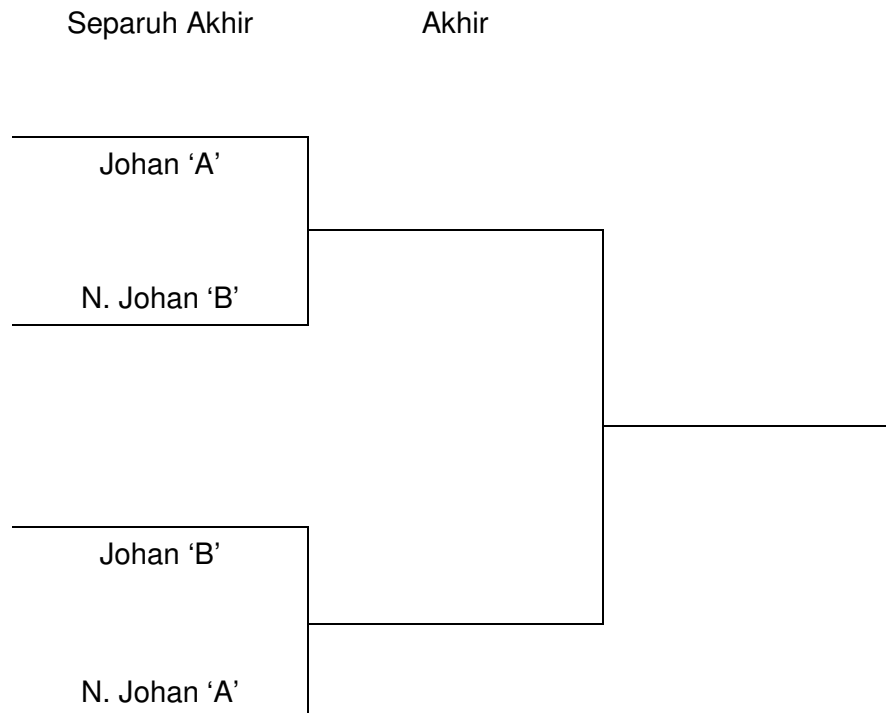 Separuh Akhir Akhir
Johan ‘A’
N. Johan ‘B’
Johan ‘B’
N. Johan ‘A’